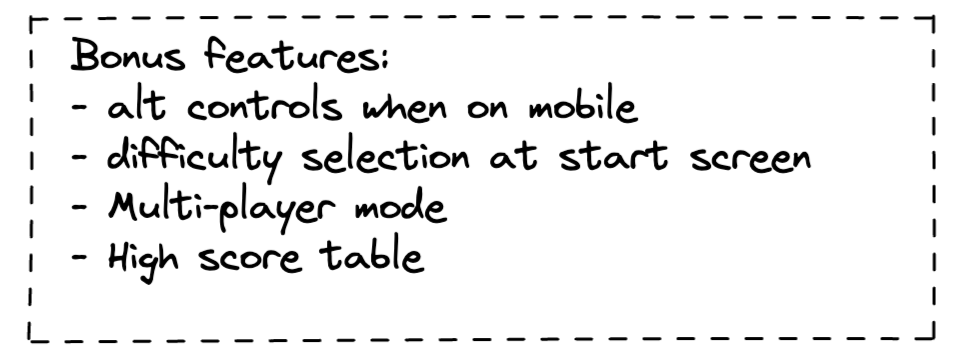 Bonus features:
- alt controls when on mobile
- difficulty selection at start screen
- Multi-player mode
- High score table